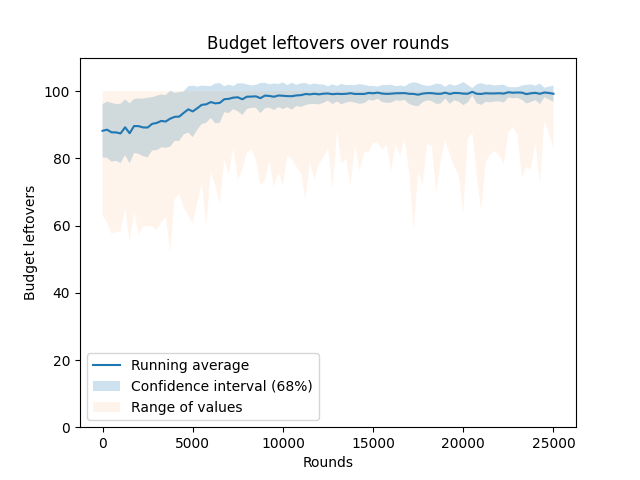 Budget leftovers over rounds
Budget leftovers
100
80
60
40
20
0
Running average
Confidence interval (68%)
Range of values
0 5000 10000 15000 20000 25000
Rounds